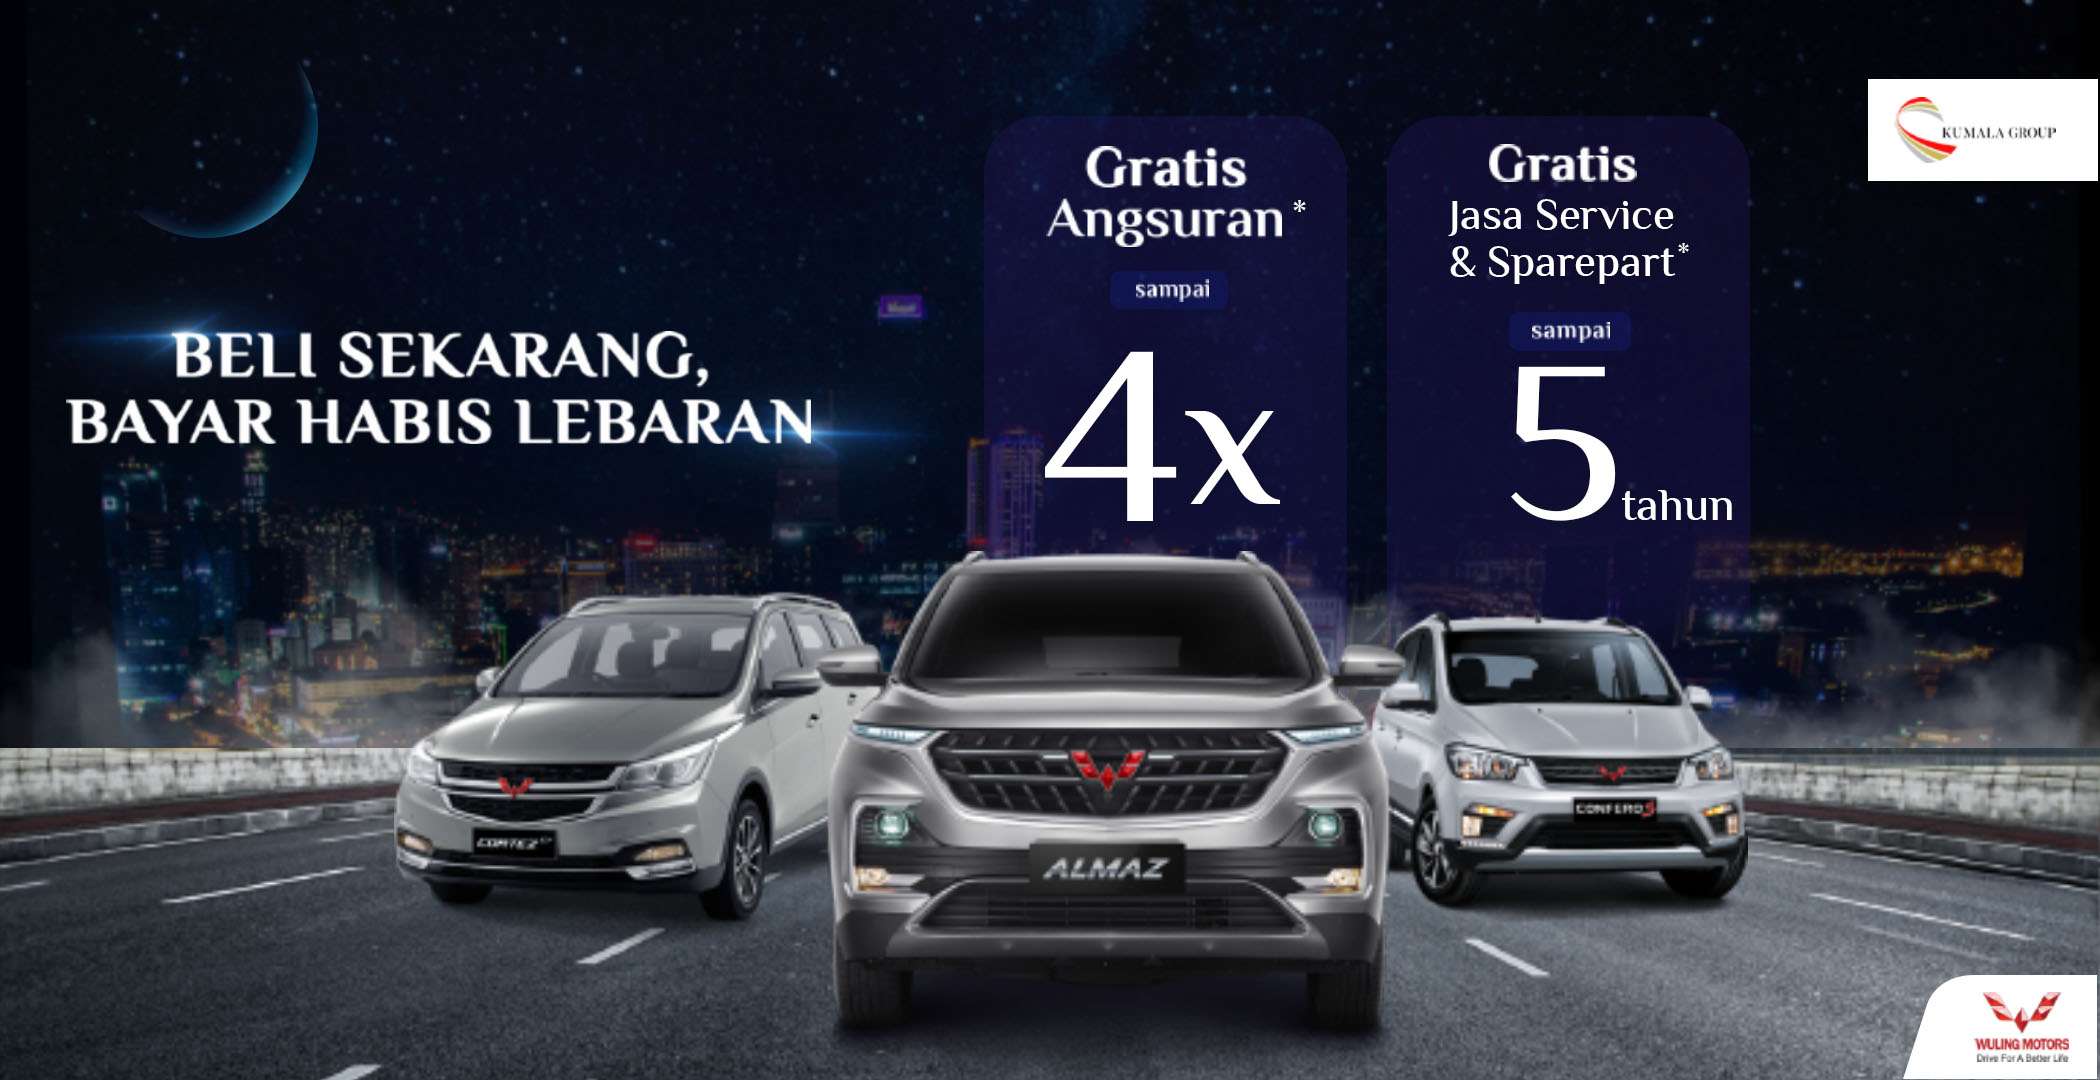 BELI SEKARANG,
BAYAR HABIS LEBARAN
Gratis
Angsuran*
sampai
4x
Gratis
Jasa Service
& Sparepart*
sampai
5 tahun
KUMALA GROUP
CORTEZ
ALMAZ
CONFERO S
WULING MOTORS
Drive For A Better Life